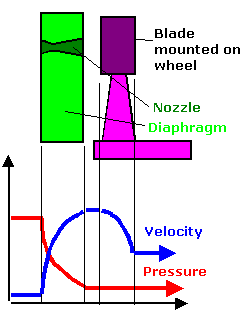 Blade
mounted on
wheel
Nozzle
Diaphragm
Velocity
Pressure